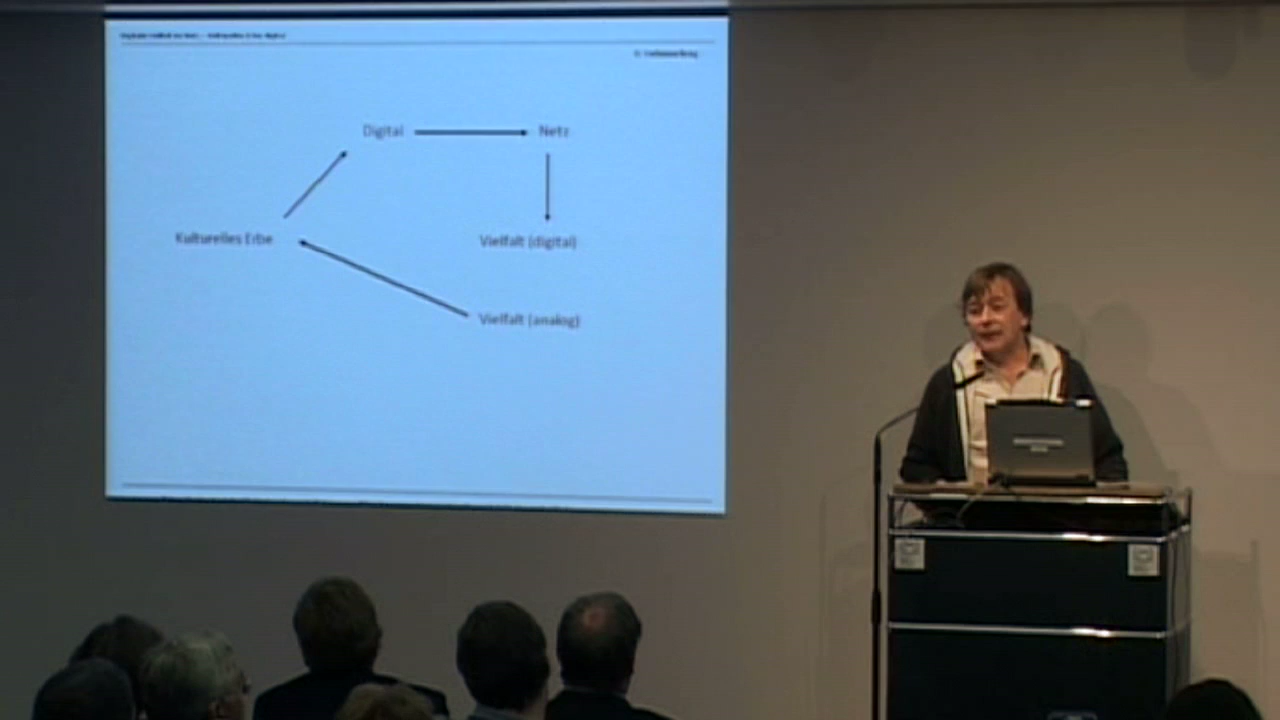 Digital
Netz
Kulturelles Erbe
Vielfalt (digital)
Vielfalt (analog)